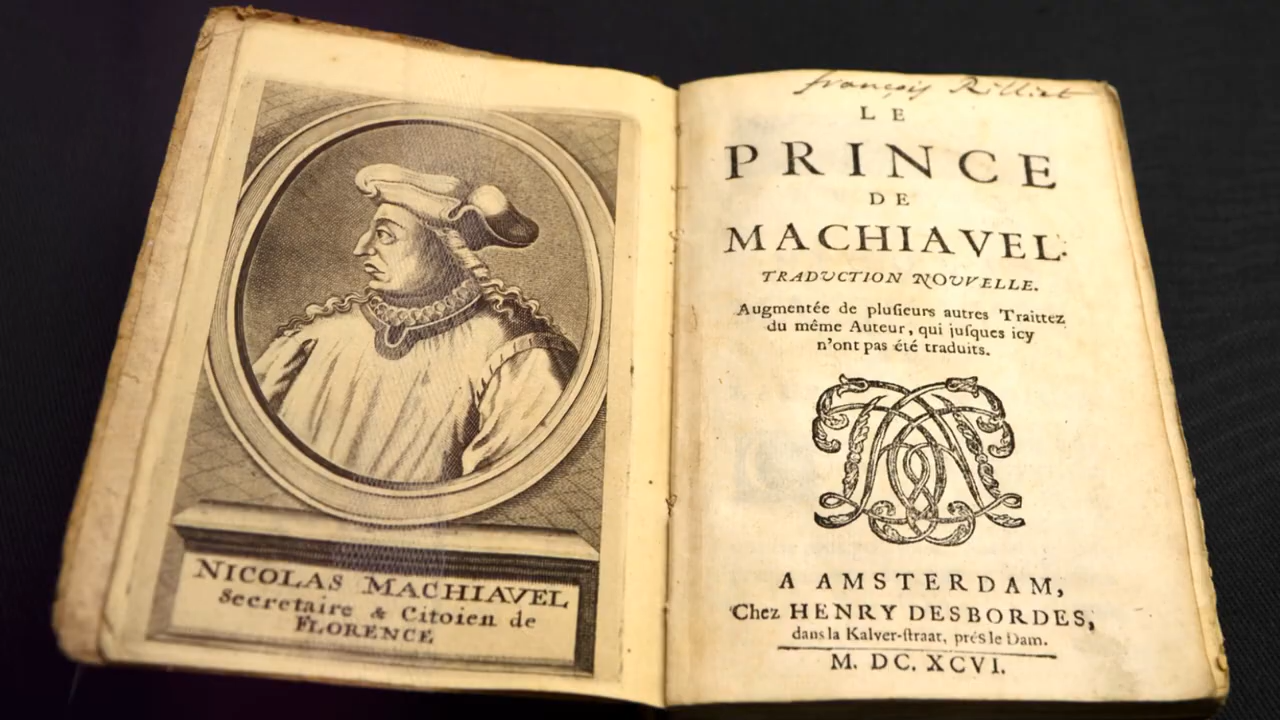 NICOLAS MACHIAVEL
Secretaire & Citoien de
FLORENCE
françois Rilliet
LE
PRINCE
DE
MACHIAVEL.
TRADVCTION NOUVELLE.
Augmentée de pluſieurs autres Traittez
du même Auteur, qui juſques icy
n'ont pas été traduits.
A AMSTERDAM,
Chez HENRY DESBORDES,
dans la Kalver-ſtraat, prés le Dam.
M. DC. XCVI.